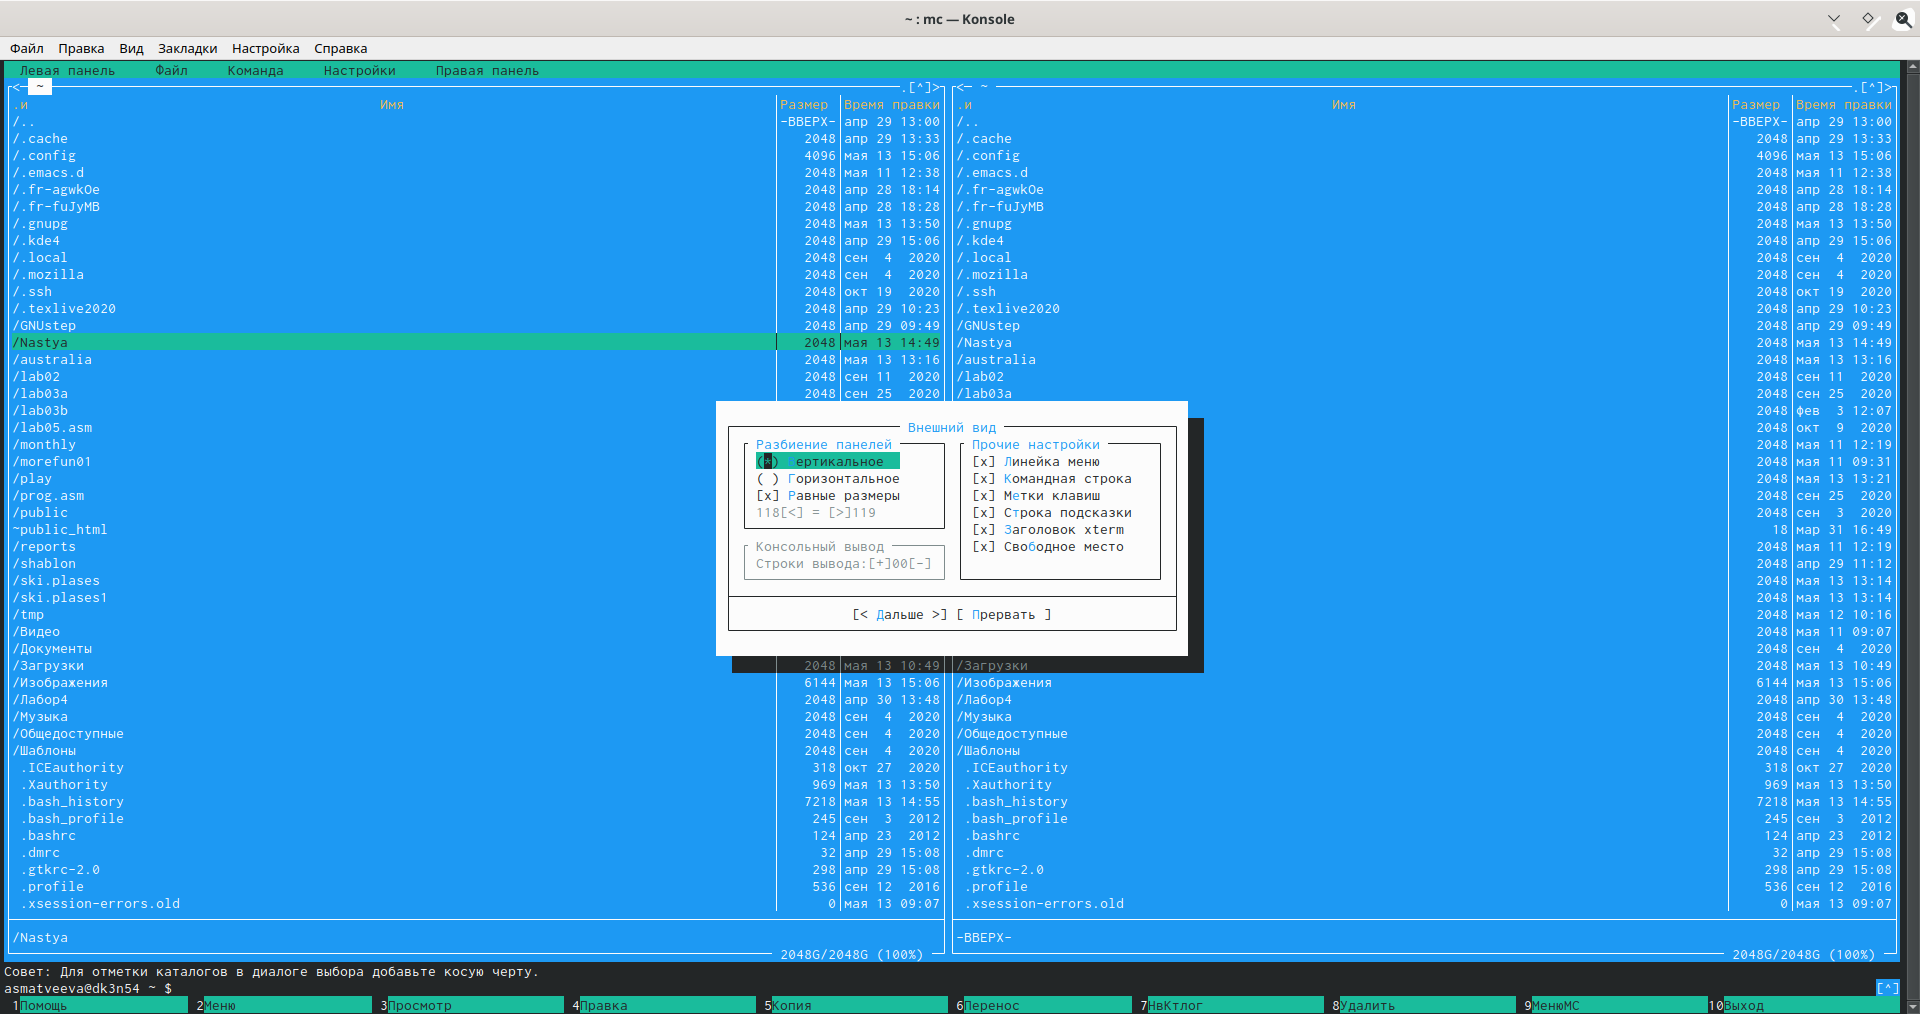 ~ : mc — Konsole
Файл Правка Вид Закладки Настройка Справка
Левая панель Файл Команда Настройки Правая панель
<─ ~ .[^]> <─ ~ .[^]>
.и Имя Размер Время правки .и Имя Размер Время правки
/.. -ВВЕРХ- апр 29 13:00 /.. -ВВЕРХ- апр 29 13:00
/.cache 2048 апр 29 13:33 /.cache 2048 апр 29 13:33
/.config 4096 мая 13 15:06 /.config 4096 мая 13 15:06
/.emacs.d 2048 мая 11 12:38 /.emacs.d 2048 мая 11 12:38
/.fr-agwkOe 2048 апр 28 18:14 /.fr-agwkOe 2048 апр 28 18:14
/.fr-fuJyMB 2048 апр 28 18:28 /.fr-fuJyMB 2048 апр 28 18:28
/.gnupg 2048 мая 13 13:50 /.gnupg 2048 мая 13 13:50
/.kde4 2048 апр 29 15:06 /.kde4 2048 апр 29 15:06
/.local 2048 сен 4 2020 /.local 2048 сен 4 2020
/.mozilla 2048 сен 4 2020 /.mozilla 2048 сен 4 2020
/.ssh 2048 окт 19 2020 /.ssh 2048 окт 19 2020
/.texlive2020 2048 апр 29 10:23 /.texlive2020 2048 апр 29 10:23
/GNUstep 2048 апр 29 09:49 /GNUstep 2048 апр 29 09:49
/Nastya 2048 мая 13 14:49 /Nastya 2048 мая 13 14:49
/australia 2048 мая 13 13:16 /australia 2048 мая 13 13:16
/lab02 2048 сен 11 2020 /lab02 2048 сен 11 2020
/lab03a 2048 сен 25 2020 /lab03a 2048 сен 25 2020
/lab03b 2048 фев 3 12:07
/lab05.asm Внешний вид 2048 окт 9 2020
/monthly Разбиение панелей Прочие настройки 2048 мая 11 12:19
/morefun01 (*) ертикальное [x] Линейка меню 2048 мая 11 09:31
/play ( ) Горизонтальное [x] Командная строка 2048 мая 13 13:21
/prog.asm [x] Равные размеры [x] Метки клавиш 2048 сен 25 2020
/public 118[<] = [>]119 [x] Строка подсказки 2048 сен 3 2020
~public_html [x] Заголовок xterm 18 мар 31 16:49
/reports Консольный вывод [x] Свободное место 2048 мая 11 12:19
/shablon Строки вывода:[+]00[-] 2048 апр 29 11:12
/ski.plases 2048 мая 13 13:14
/ski.plases1 2048 мая 13 13:14
/tmp [< Дальше >] [ Прервать ] 2048 мая 12 10:16
/Видео 2048 мая 11 09:07
/Документы 2048 сен 4 2020
/Загрузки 2048 мая 13 10:49 /Загрузки 2048 мая 13 10:49
/Изображения 6144 мая 13 15:06 /Изображения 6144 мая 13 15:06
/Лабор4 2048 апр 30 13:48 /Лабор4 2048 апр 30 13:48
/Музыка 2048 сен 4 2020 /Музыка 2048 сен 4 2020
/Общедоступные 2048 сен 4 2020 /Общедоступные 2048 сен 4 2020
/Шаблоны 2048 сен 4 2020 /Шаблоны 2048 сен 4 2020
.ICEauthority 318 окт 27 2020 .ICEauthority 318 окт 27 2020
.Xauthority 969 мая 13 13:50 .Xauthority 969 мая 13 13:50
.bash_history 7218 мая 13 14:55 .bash_history 7218 мая 13 14:55
.bash_profile 245 сен 3 2012 .bash_profile 245 сен 3 2012
.bashrc 124 апр 23 2012 .bashrc 124 апр 23 2012
.dmrc 32 апр 29 15:08 .dmrc 32 апр 29 15:08
.gtkrc-2.0 298 апр 29 15:08 .gtkrc-2.0 298 апр 29 15:08
.profile 536 сен 12 2016 .profile 536 сен 12 2016
.xsession-errors.old 0 мая 13 09:07 .xsession-errors.old 0 мая 13 09:07
/Nastya -ВВЕРХ-
2048G/2048G (100%) 2048G/2048G (100%)
Совет: Для отметки каталогов в диалоге выбора добавьте косую черту.
asmatveeva@dk3n54 ~ $ [^]
1Помощь 2Меню 3Просмотр 4Правка 5Копия 6Перенос 7НвКтлог 8Удалить 9МенюMC 10Выход